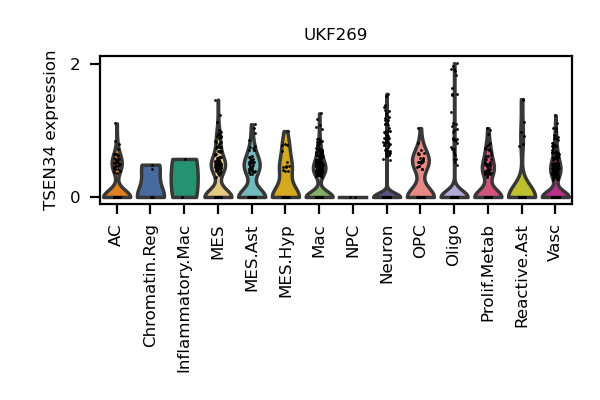 UKF269
TSEN34 expression
2
0
AC
Chromatin.Reg
Inflammatory.Mac
MES
MES.Ast
MES.Hyp
Mac
NPC
Neuron
OPC
Oligo
Prolif.Metab
Reactive.Ast
Vasc